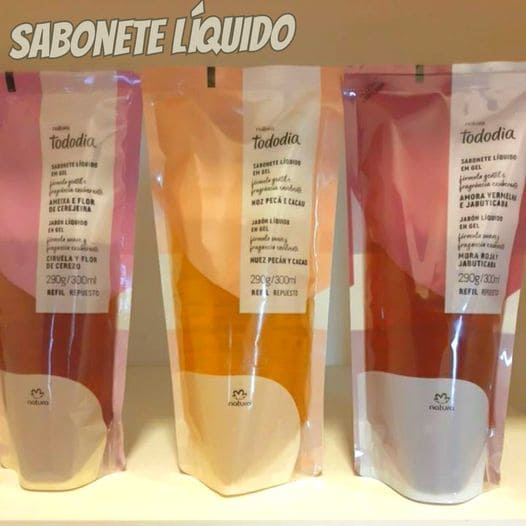 SABONETE LÍQUIDO
natura
Tododia
SABONETE LÍQUIDO
EM GEL
fórmula gentil e
fragrância exuberante
AMEIXA E FLOR
DE CEREJEIRA
JABÓN LÍQUIDO
EN GEL
fórmula suave y
fragancia exuberante
CIRUELA Y FLOR
DE CEREZO
290g/300ml
REFIL REPUESTO
natura
natura
Tododia
SABONETE LÍQUIDO
EM GEL
fórmula gentil e
fragrância envolvente
NOZ PECÃ E CACAU
JABÓN LÍQUIDO
EN GEL
fórmula suave y
fragancia envolvente
NUEZ PECÁN Y CACAO
290g/300ml
REFIL REPUESTO
natura
natura
Tododia
SABONETE LÍQUIDO
EM GEL
fórmula gentil e
fragrância exuberante
AMORA VERMELHA
E JABUTICABA
JABÓN LÍQUIDO
EN GEL
fórmula suave y
fragancia exuberante
MORA ROJA Y
JABUTICABA
290g/300ml
REFIL REPUESTO
natura